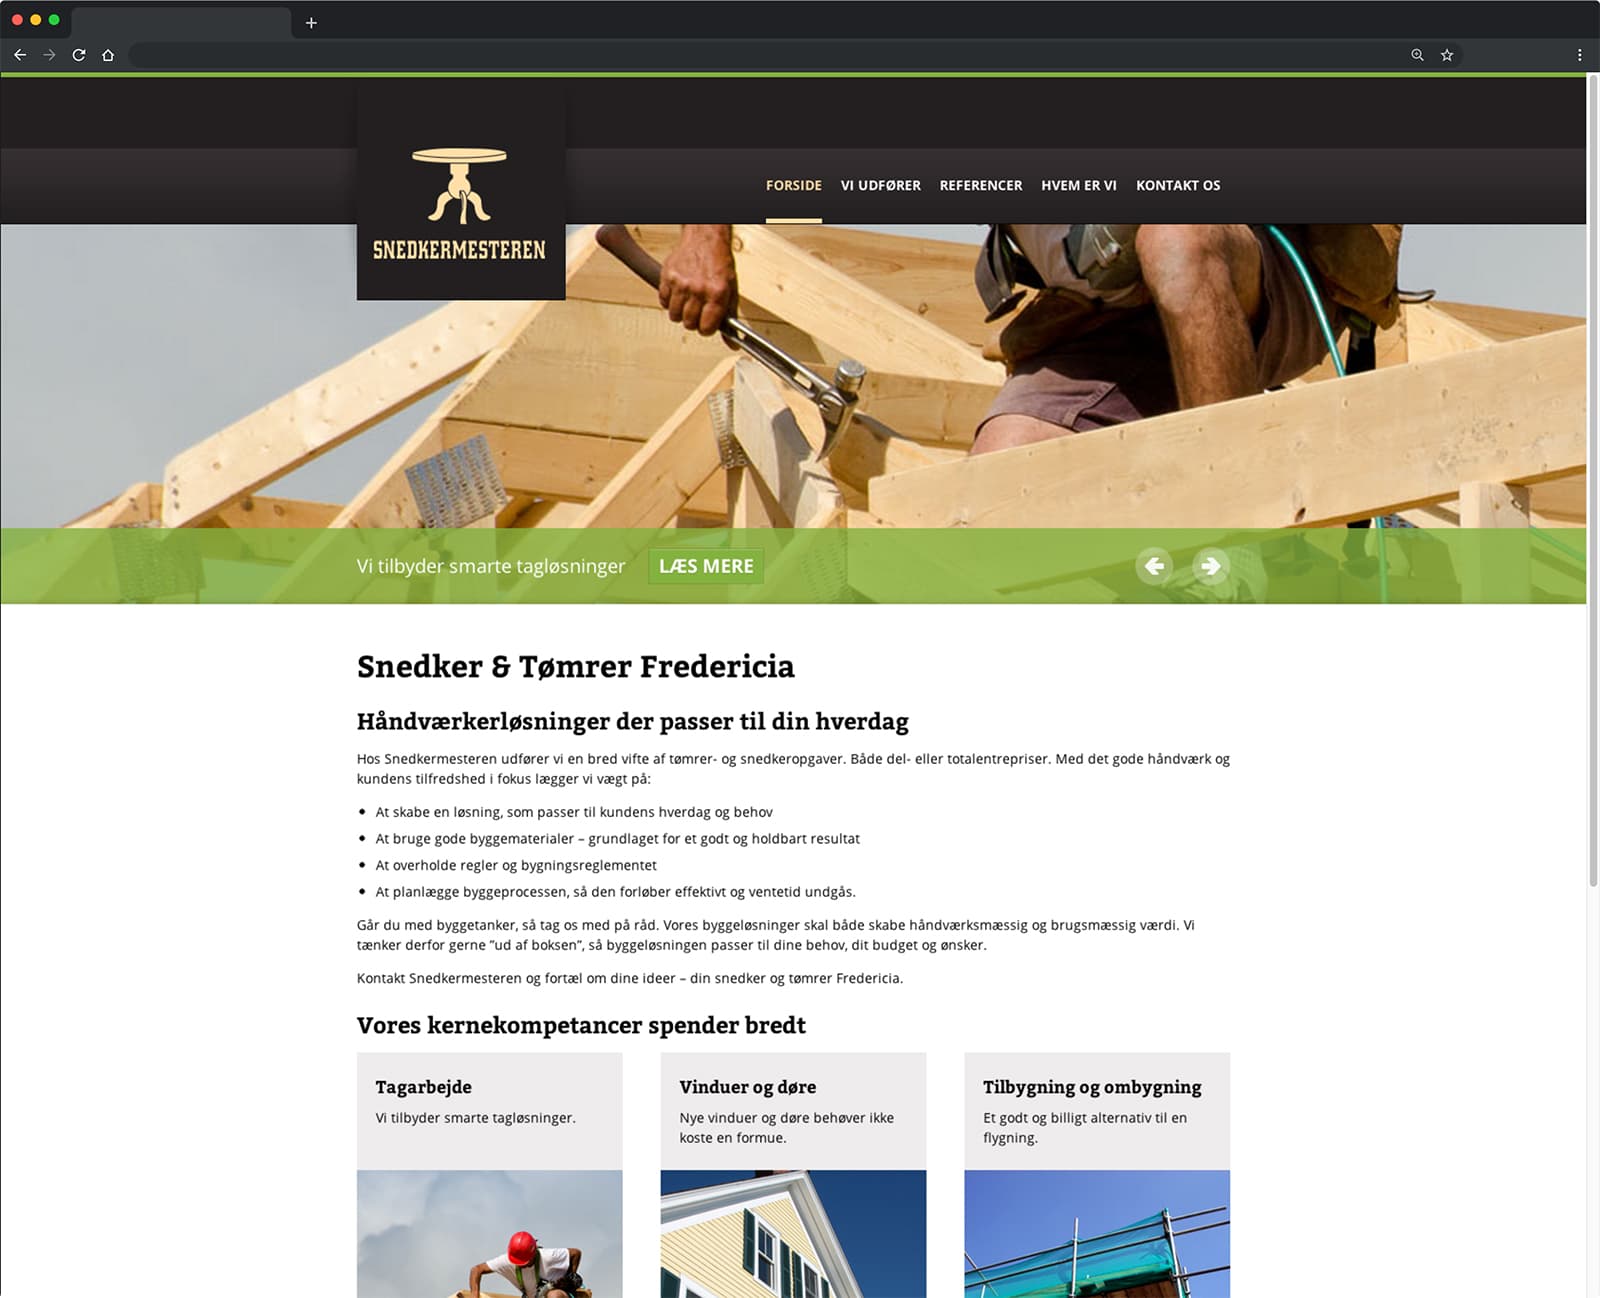 SNEDKERMESTEREN
FORSIDE VI UDFØRER REFERENCER HVEM ER VI KONTAKT OS
Vi tilbyder smarte tagløsninger LÆS MERE
Snedker & Tømrer Fredericia
Håndværkerløsninger der passer til din hverdag
Hos Snedkermesteren udfører vi en bred vifte af tømrer- og snedkeropgaver. Både del- eller totalentrepriser. Med det gode håndværk og
kundens tilfredshed i fokus lægger vi vægt på:
• At skabe en løsning, som passer til kundens hverdag og behov
• At bruge gode byggematerialer – grundlaget for et godt og holdbart resultat
• At overholde regler og bygningsreglementet
• At planlægge byggeprocessen, så den forløber effektivt og ventetid undgås.
Går du med byggetanker, så tag os med på råd. Vores byggeløsninger skal både skabe håndværksmæssig og brugsmæssig værdi. Vi
tænker derfor gerne ”ud af boksen”, så byggeløsningen passer til dine behov, dit budget og ønsker.
Kontakt Snedkermesteren og fortæl om dine ideer – din snedker og tømrer Fredericia.
Vores kernekompetancer spender bredt
Tagarbejde
Vi tilbyder smarte tagløsninger.
Vinduer og døre
Nye vinduer og døre behøver ikke
koste en formue.
Tilbygning og ombygning
Et godt og billigt alternativ til en
flygning.